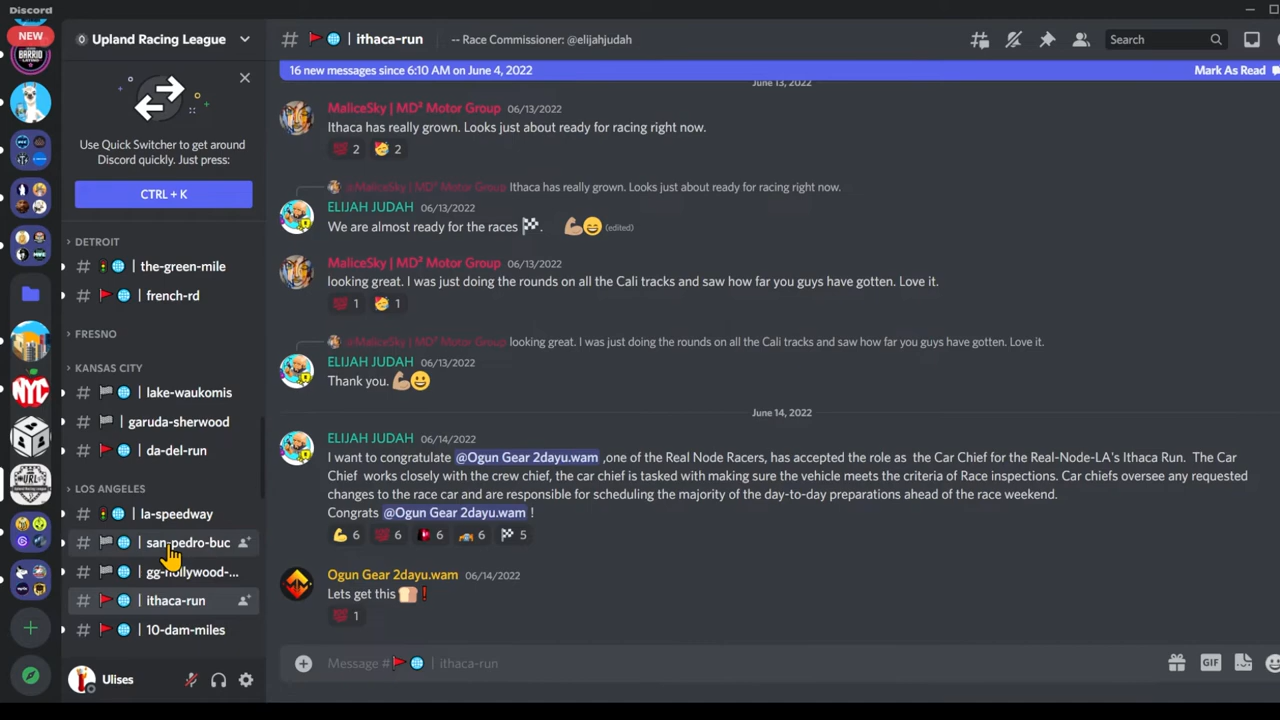 Discord
NEW
Upland Racing League
Use Quick Switcher to get around
Discord quickly. Just press:
CTRL + K
DETROIT
# | the-green-mile
# | french-rd
FRESNO
KANSAS CITY
# | lake-waukomis
# | garuda-sherwood
# | da-del-run
LOS ANGELES
# | la-speedway
# | san-pedro-buc
# | gg-hollywood-...
# | ithaca-run
# | 10-dam-miles
Ulises
NYC
URL
# | ithaca-run
-- Race Commissioner: @elijahjudah
Search
16 new messages since 6:10 AM on June 4, 2022
Mark As Read
June 13, 2022
MaliceSky | MD² Motor Group 06/13/2022
Ithaca has really grown. Looks just about ready for racing right now.
2 2
@MaliceSky | MD² Motor Group Ithaca has really grown. Looks just about ready for racing right now.
ELIJAH JUDAH 06/13/2022
We are almost ready for the races . (edited)
MaliceSky | MD² Motor Group 06/13/2022
looking great. I was just doing the rounds on all the Cali tracks and saw how far you guys have gotten. Love it.
1 1
@MaliceSky | MD² Motor Group looking great. I was just doing the rounds on all the Cali tracks and saw how far you guys have gotten. Love it.
ELIJAH JUDAH 06/13/2022
Thank you.
June 14, 2022
ELIJAH JUDAH 06/14/2022
I want to congratulate @Ogun Gear 2dayu.wam ,one of the Real Node Racers, has accepted the role as the Car Chief for the Real-Node-LA's Ithaca Run. The Car
Chief works closely with the crew chief, the car chief is tasked with making sure the vehicle meets the criteria of Race inspections. Car chiefs oversee any requested
changes to the race car and are responsible for scheduling the majority of the day-to-day preparations ahead of the race weekend.
Congrats @Ogun Gear 2dayu.wam !
6 6 6 6 5
Ogun Gear 2dayu.wam 06/14/2022
Lets get this
1
Message # | ithaca-run
GIF